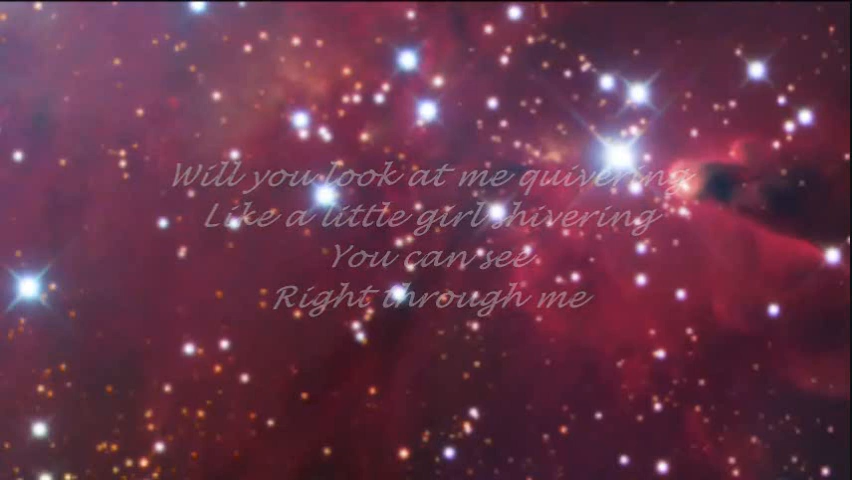 Will you look at me quivering
Like a little girl shivering
You can see
Right through me